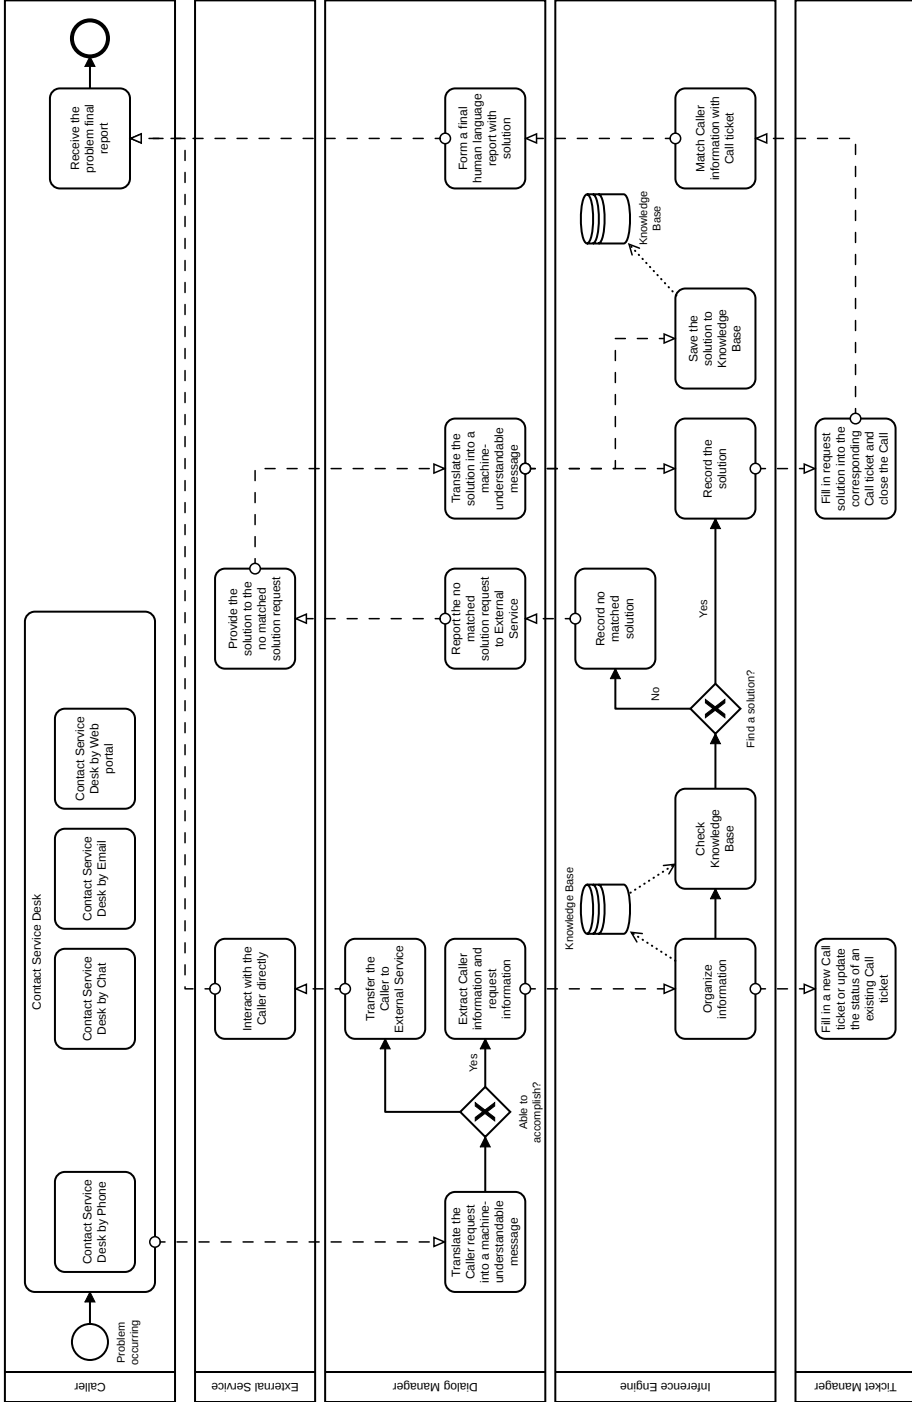 Caller
Problem
occurring
Contact Service Desk
Contact Service
Desk by Phone
Contact Service
Desk by Chat
Contact Service
Desk by Email
Contact Service
Desk by Web
portal
Receive the
problem final
report
External Service
Interact with the
Caller directly
Provide the
solution to the
no matched
solution request
Dialog Manager
Translate the
Caller request
into a machine-
understandable
message
Able to
accomplish?
Yes
Transfer the
Caller to
External Service
Extract Caller
information and
request
information
Report the no
matched
solution request
to External
Service
Translate the
solution into a
machine-
understandable
message
Form a final
human language
report with
solution
Inference Engine
Organize
information
Knowledge Base
Check
Knowledge
Base
Find a solution?
No
Yes
Record no
matched
solution
Record the
solution
Save the
solution to
Knowledge
Base
Knowledge
Base
Match Caller
information with
Call ticket
Ticket Manager
Fill in a new Call
ticket or update
the status of an
existing Call
ticket
Fill in request
solution into the
corresponding
Call ticket and
close the Call